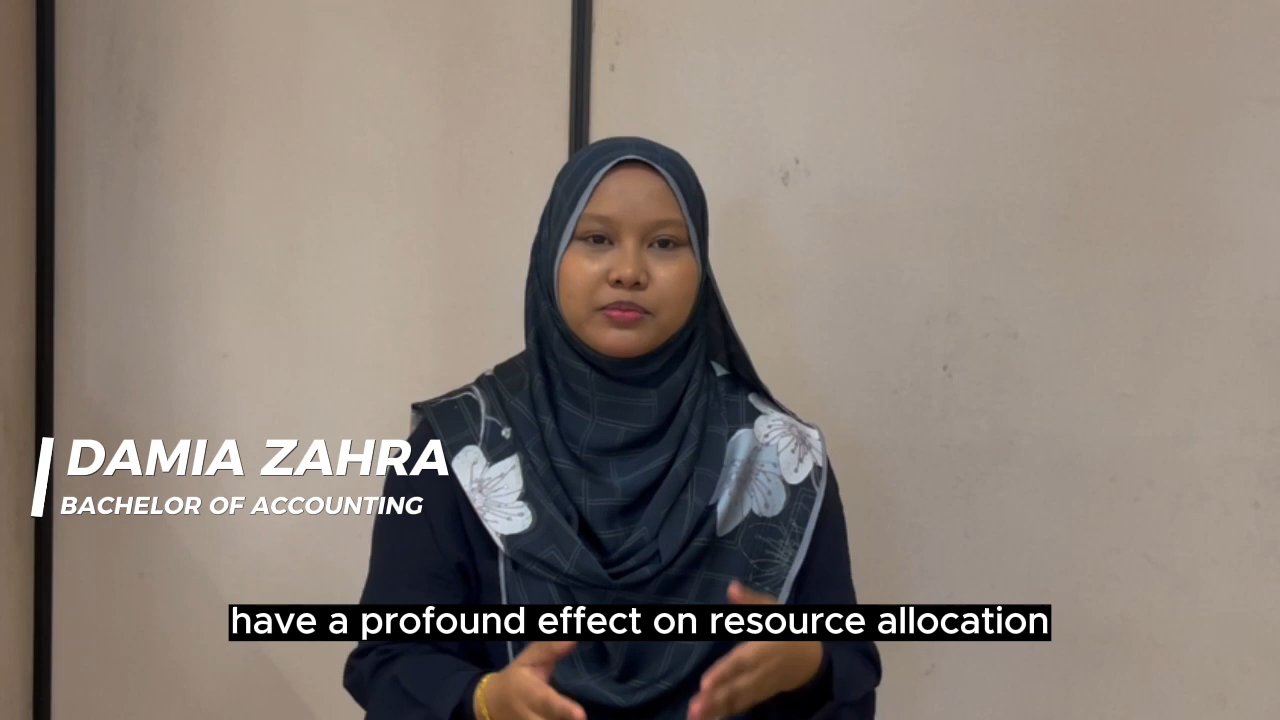 DAMIA ZAHRA
BACHELOR OF ACCOUNTING
have a profound effect on resource allocation